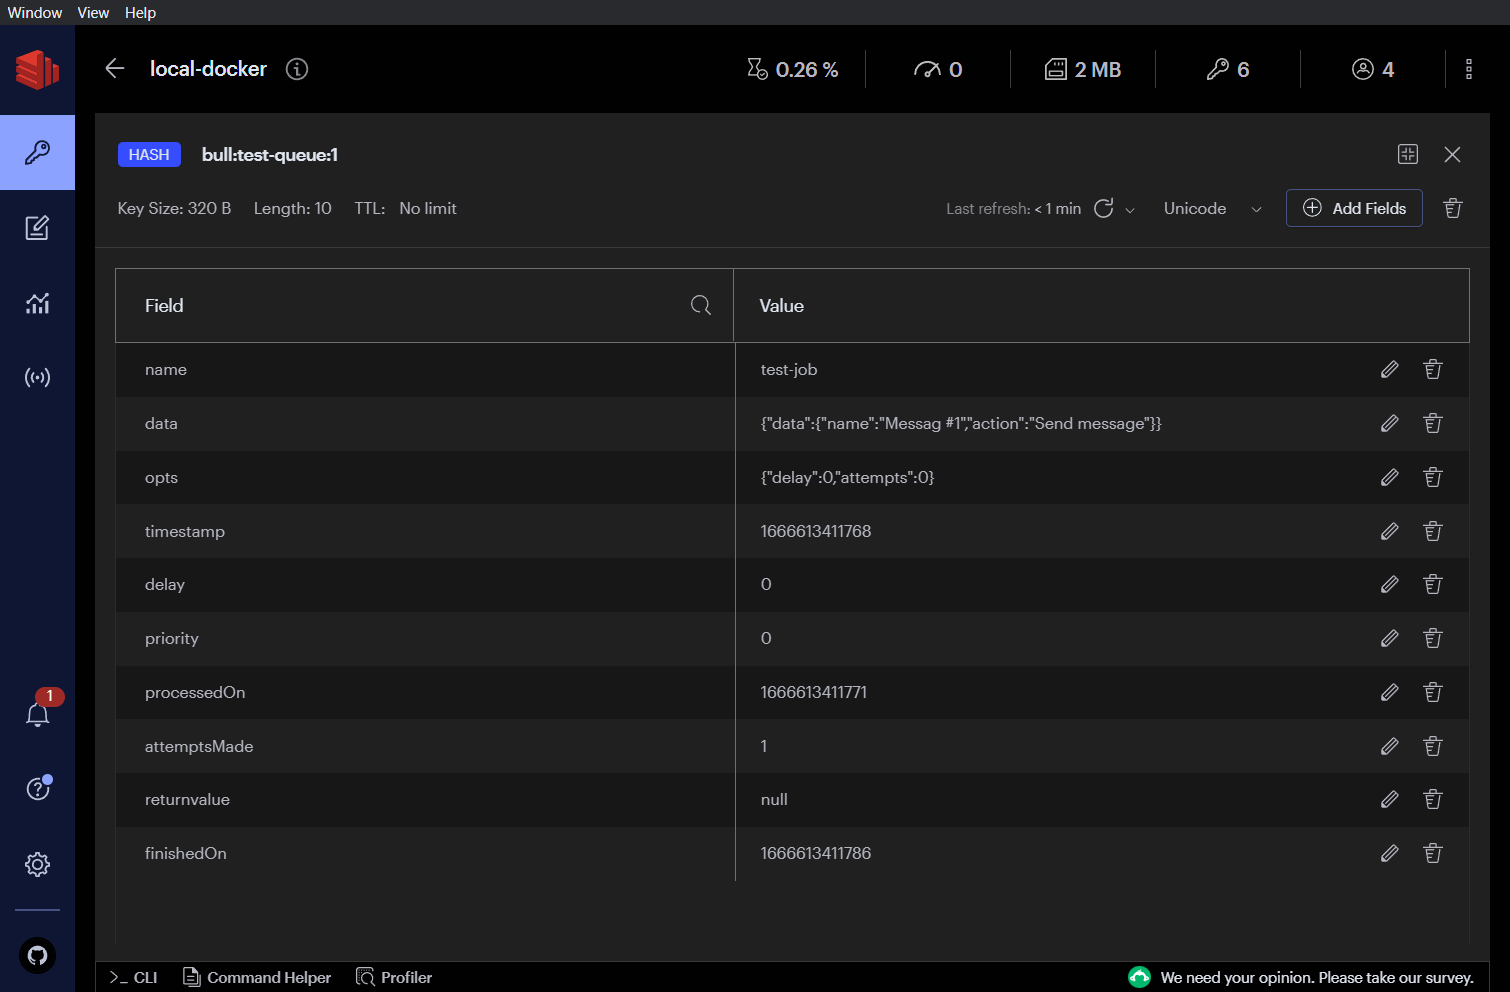 Window View Help
local-docker 0.26 % 0 2 MB 6 4
HASH bull:test-queue:1
Key Size: 320 B Length: 10 TTL: No limit Last refresh: < 1 min Unicode Add Fields
Field Value
name test-job
data {"data":{"name":"Messag #1","action":"Send message"}}
opts {"delay":0,"attempts":0}
timestamp 1666613411768
delay 0
priority 0
processedOn 1666613411771
1
attemptsMade 1
returnvalue null
finishedOn 1666613411786
>_ CLI Command Helper Profiler We need your opinion. Please take our survey.